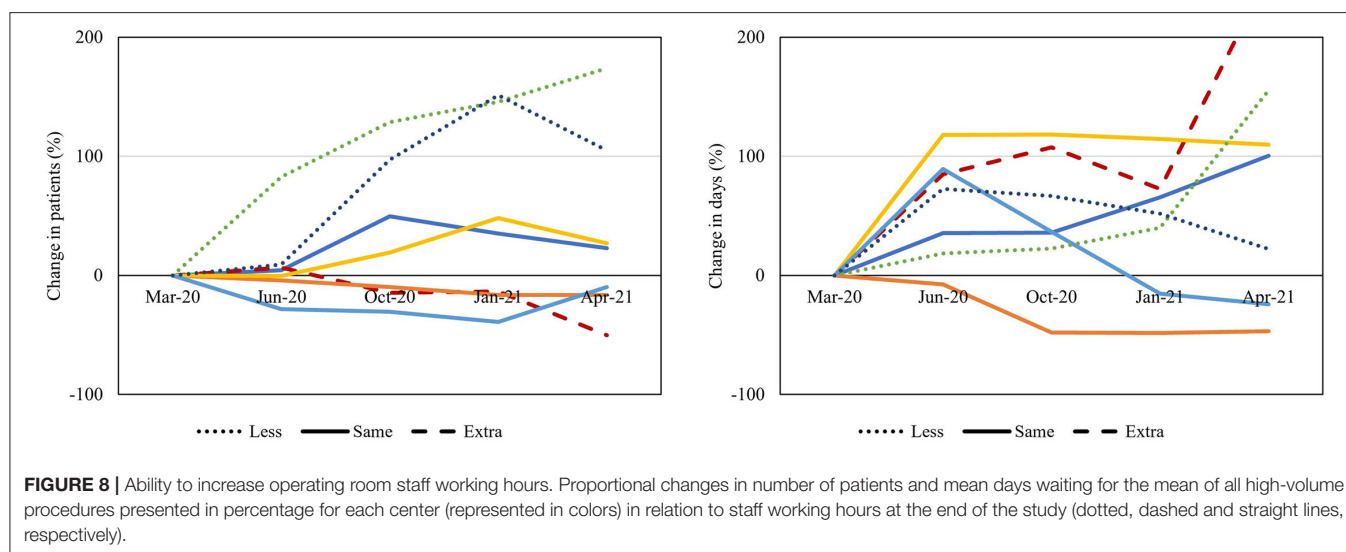 200
100
0
-100
Change in patients (%)
Mar-20 Jun-20 Oct-20 Jan-21 Apr-21
Less Same Extra
200
100
0
-100
Change in days (%)
Mar-20 Jun-20 Oct-20 Jan-21 Apr-21
Less Same Extra
FIGURE 8 | Ability to increase operating room staff working hours. Proportional changes in number of patients and mean days waiting for the mean of all high-volume
procedures presented in percentage for each center (represented in colors) in relation to staff working hours at the end of the study (dotted, dashed and straight lines,
respectively).